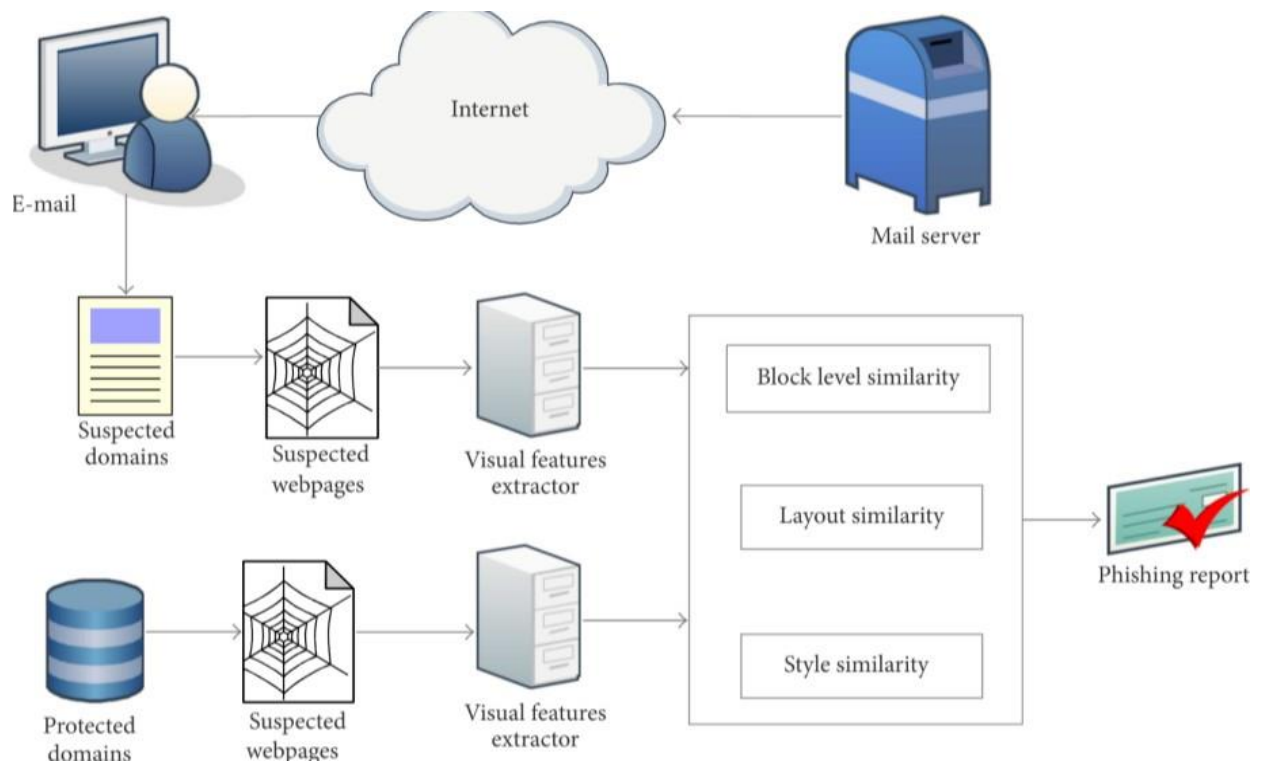 Internet
E-mail
Mail server
Suspected
domains
Suspected
webpages
Visual features
extractor
Block level similarity
Layout similarity
Style similarity
Phishing report
Protected
domains
Suspected
webpages
Visual features
extractor